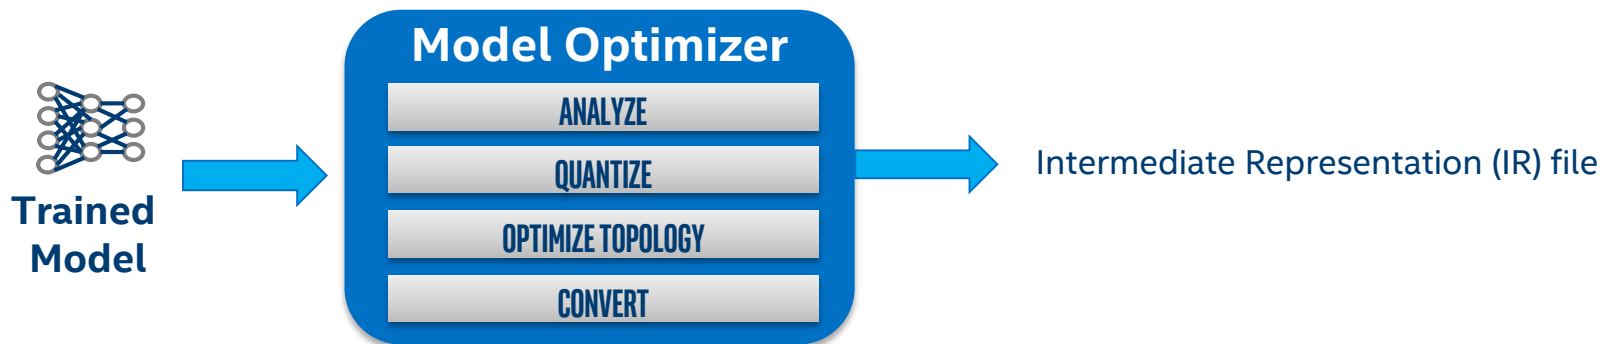 Model Optimizer
ANALYZE
QUANTIZE
OPTIMIZE TOPOLOGY
CONVERT
Trained
Model
Intermediate Representation (IR) file